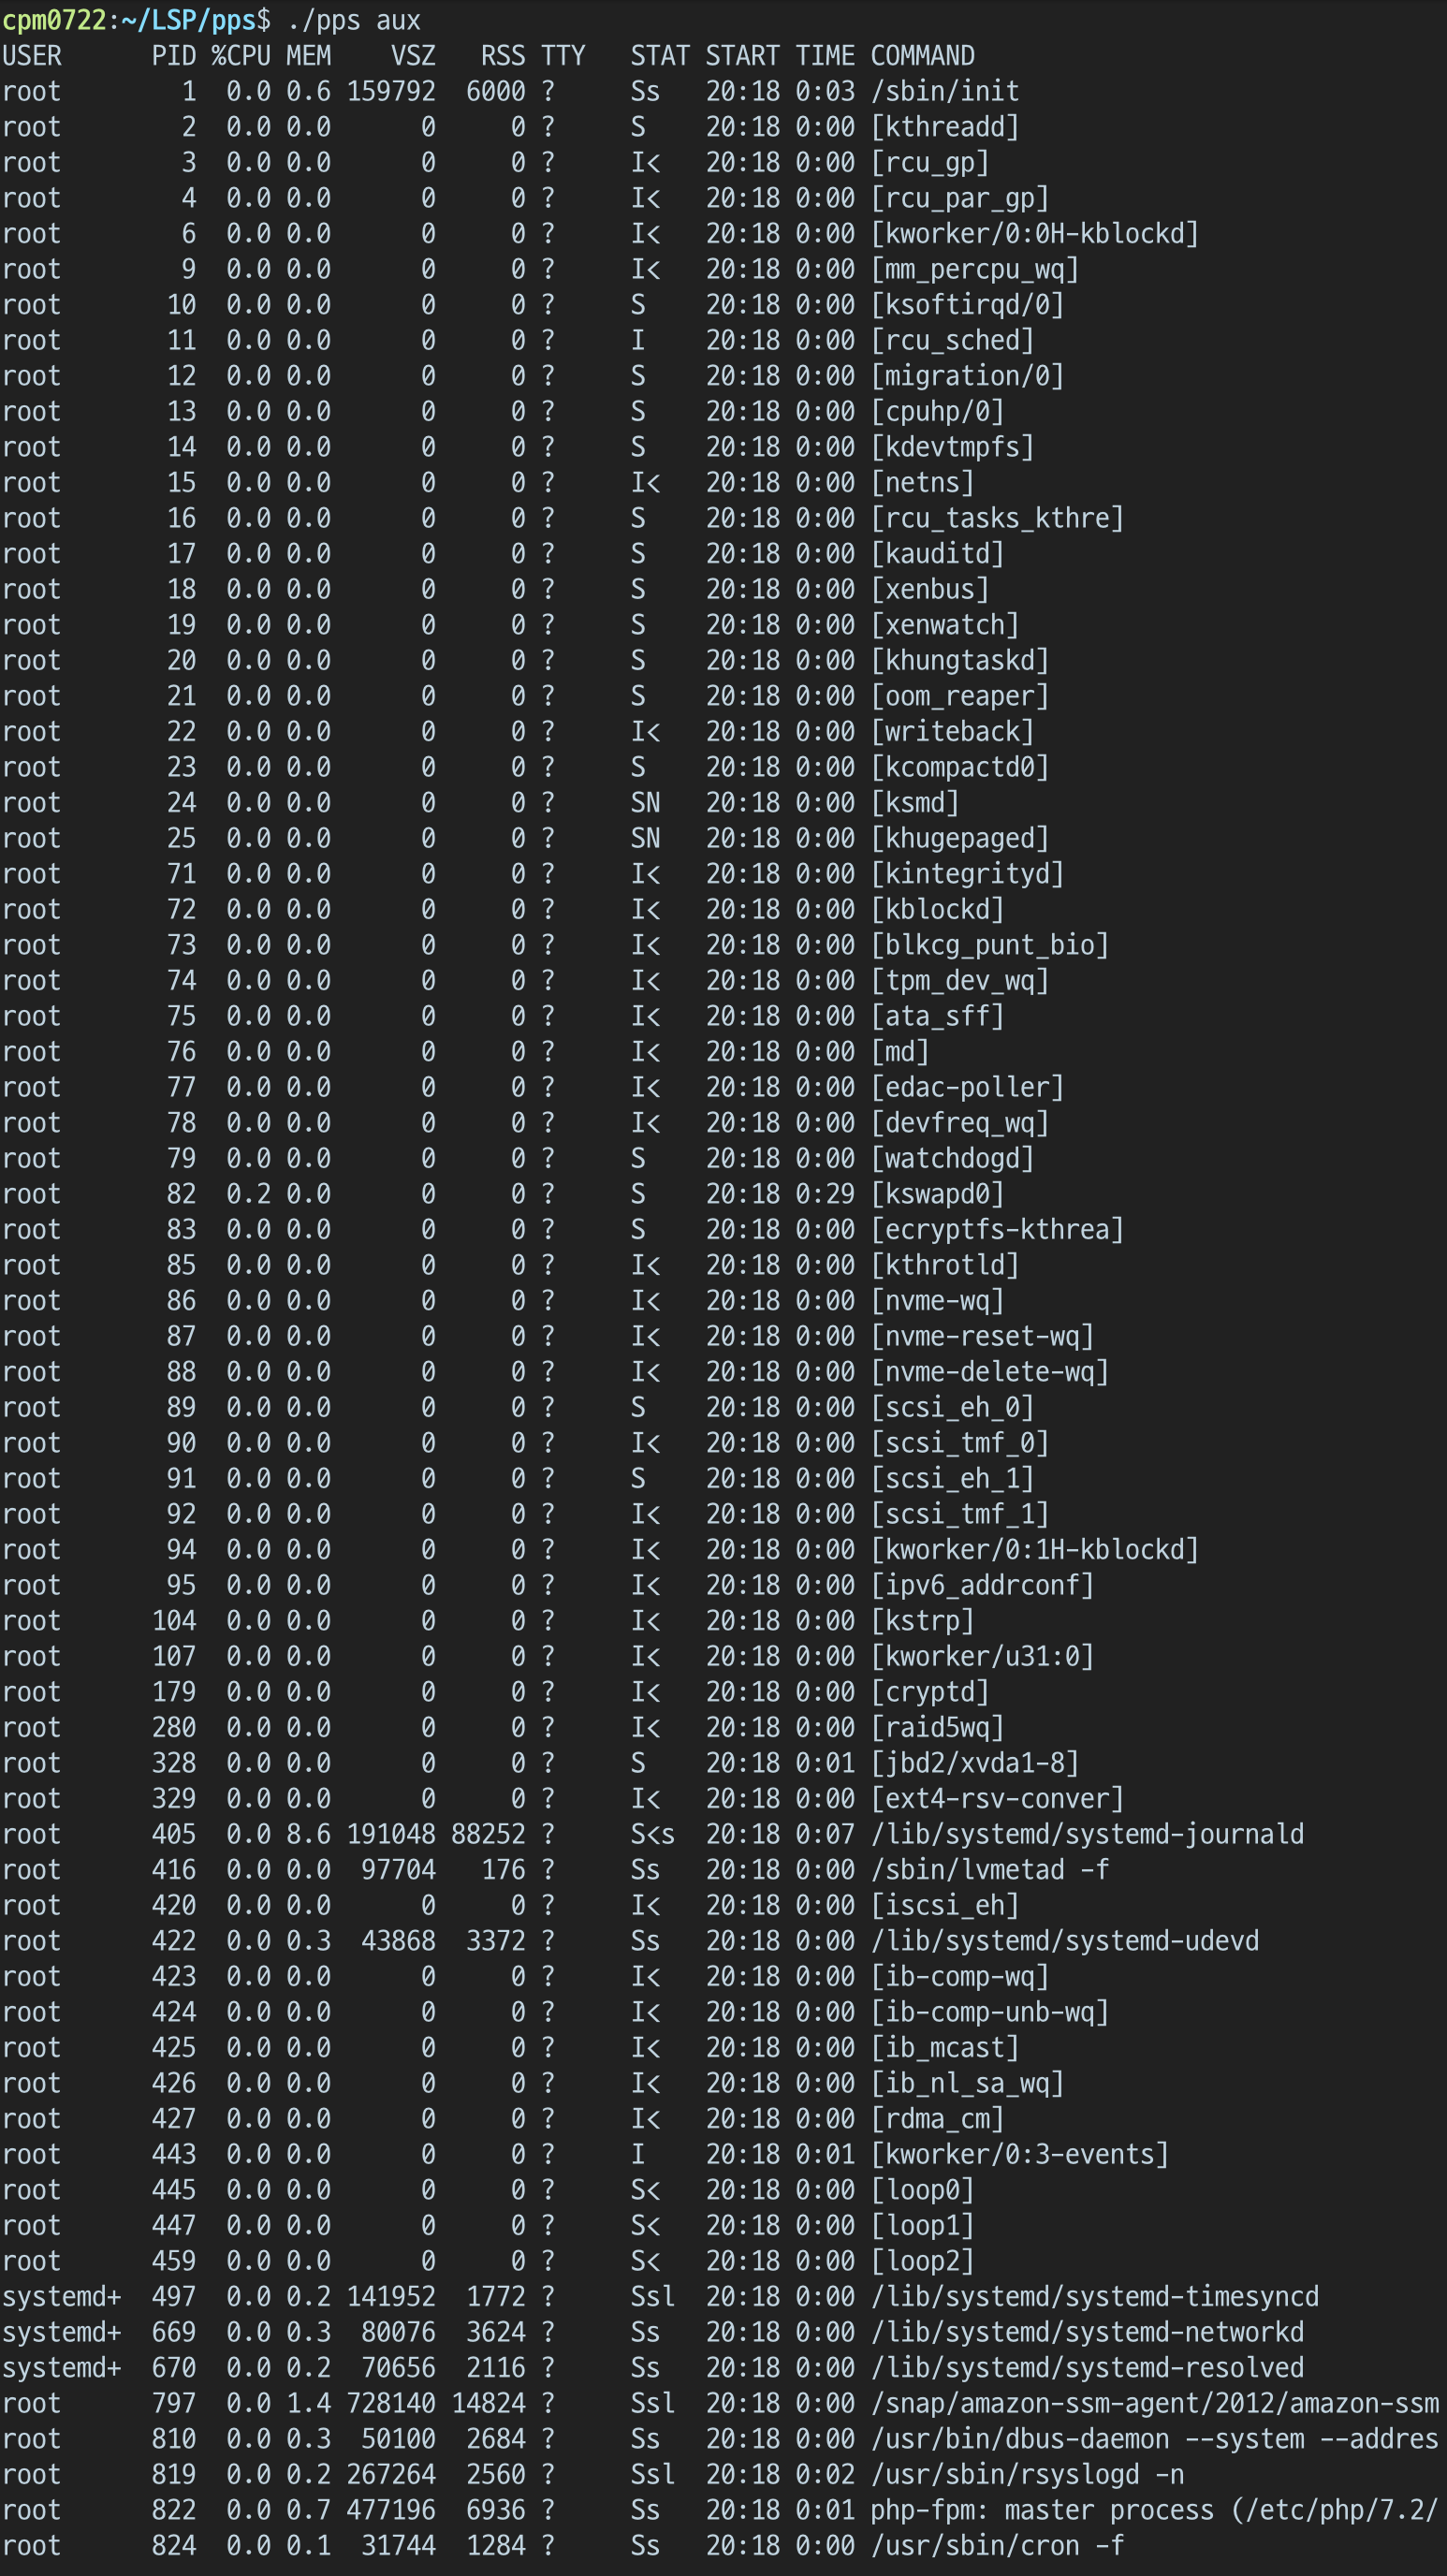 cpm0722:~/LSP/pps$ ./pps aux
USER      PID %CPU MEM    VSZ   RSS TTY   STAT START TIME COMMAND
root        1  0.0 0.6 159792  6000 ?     Ss   20:18 0:03 /sbin/init
root        2  0.0 0.0      0     0 ?     S    20:18 0:00 [kthreadd]
root        3  0.0 0.0      0     0 ?     I<   20:18 0:00 [rcu_gp]
root        4  0.0 0.0      0     0 ?     I<   20:18 0:00 [rcu_par_gp]
root        6  0.0 0.0      0     0 ?     I<   20:18 0:00 [kworker/0:0H-kblockd]
root        9  0.0 0.0      0     0 ?     I<   20:18 0:00 [mm_percpu_wq]
root       10  0.0 0.0      0     0 ?     S    20:18 0:00 [ksoftirqd/0]
root       11  0.0 0.0      0     0 ?     I    20:18 0:00 [rcu_sched]
root       12  0.0 0.0      0     0 ?     S    20:18 0:00 [migration/0]
root       13  0.0 0.0      0     0 ?     S    20:18 0:00 [cpuhp/0]
root       14  0.0 0.0      0     0 ?     S    20:18 0:00 [kdevtmpfs]
root       15  0.0 0.0      0     0 ?     I<   20:18 0:00 [netns]
root       16  0.0 0.0      0     0 ?     S    20:18 0:00 [rcu_tasks_kthre]
root       17  0.0 0.0      0     0 ?     S    20:18 0:00 [kauditd]
root       18  0.0 0.0      0     0 ?     S    20:18 0:00 [xenbus]
root       19  0.0 0.0      0     0 ?     S    20:18 0:00 [xenwatch]
root       20  0.0 0.0      0     0 ?     S    20:18 0:00 [khungtaskd]
root       21  0.0 0.0      0     0 ?     S    20:18 0:00 [oom_reaper]
root       22  0.0 0.0      0     0 ?     I<   20:18 0:00 [writeback]
root       23  0.0 0.0      0     0 ?     S    20:18 0:00 [kcompactd0]
root       24  0.0 0.0      0     0 ?     SN   20:18 0:00 [ksmd]
root       25  0.0 0.0      0     0 ?     SN   20:18 0:00 [khugepaged]
root       71  0.0 0.0      0     0 ?     I<   20:18 0:00 [kintegrityd]
root       72  0.0 0.0      0     0 ?     I<   20:18 0:00 [kblockd]
root       73  0.0 0.0      0     0 ?     I<   20:18 0:00 [blkcg_punt_bio]
root       74  0.0 0.0      0     0 ?     I<   20:18 0:00 [tpm_dev_wq]
root       75  0.0 0.0      0     0 ?     I<   20:18 0:00 [ata_sff]
root       76  0.0 0.0      0     0 ?     I<   20:18 0:00 [md]
root       77  0.0 0.0      0     0 ?     I<   20:18 0:00 [edac-poller]
root       78  0.0 0.0      0     0 ?     I<   20:18 0:00 [devfreq_wq]
root       79  0.0 0.0      0     0 ?     S    20:18 0:00 [watchdogd]
root       82  0.2 0.0      0     0 ?     S    20:18 0:29 [kswapd0]
root       83  0.0 0.0      0     0 ?     S    20:18 0:00 [ecryptfs-kthrea]
root       85  0.0 0.0      0     0 ?     I<   20:18 0:00 [kthrotld]
root       86  0.0 0.0      0     0 ?     I<   20:18 0:00 [nvme-wq]
root       87  0.0 0.0      0     0 ?     I<   20:18 0:00 [nvme-reset-wq]
root       88  0.0 0.0      0     0 ?     I<   20:18 0:00 [nvme-delete-wq]
root       89  0.0 0.0      0     0 ?     S    20:18 0:00 [scsi_eh_0]
root       90  0.0 0.0      0     0 ?     I<   20:18 0:00 [scsi_tmf_0]
root       91  0.0 0.0      0     0 ?     S    20:18 0:00 [scsi_eh_1]
root       92  0.0 0.0      0     0 ?     I<   20:18 0:00 [scsi_tmf_1]
root       94  0.0 0.0      0     0 ?     I<   20:18 0:00 [kworker/0:1H-kblockd]
root       95  0.0 0.0      0     0 ?     I<   20:18 0:00 [ipv6_addrconf]
root      104  0.0 0.0      0     0 ?     I<   20:18 0:00 [kstrp]
root      107  0.0 0.0      0     0 ?     I<   20:18 0:00 [kworker/u31:0]
root      179  0.0 0.0      0     0 ?     I<   20:18 0:00 [cryptd]
root      280  0.0 0.0      0     0 ?     I<   20:18 0:00 [raid5wq]
root      328  0.0 0.0      0     0 ?     S    20:18 0:01 [jbd2/xvda1-8]
root      329  0.0 0.0      0     0 ?     I<   20:18 0:00 [ext4-rsv-conver]
root      405  0.0 8.6 191048 88252 ?     S<s  20:18 0:07 /lib/systemd/systemd-journald
root      416  0.0 0.0  97704   176 ?     Ss   20:18 0:00 /sbin/lvmetad -f
root      420  0.0 0.0      0     0 ?     I<   20:18 0:00 [iscsi_eh]
root      422  0.0 0.3  43868  3372 ?     Ss   20:18 0:00 /lib/systemd/systemd-udevd
root      423  0.0 0.0      0     0 ?     I<   20:18 0:00 [ib-comp-wq]
root      424  0.0 0.0      0     0 ?     I<   20:18 0:00 [ib-comp-unb-wq]
root      425  0.0 0.0      0     0 ?     I<   20:18 0:00 [ib_mcast]
root      426  0.0 0.0      0     0 ?     I<   20:18 0:00 [ib_nl_sa_wq]
root      427  0.0 0.0      0     0 ?     I<   20:18 0:00 [rdma_cm]
root      443  0.0 0.0      0     0 ?     I    20:18 0:01 [kworker/0:3-events]
root      445  0.0 0.0      0     0 ?     S<   20:18 0:00 [loop0]
root      447  0.0 0.0      0     0 ?     S<   20:18 0:00 [loop1]
root      459  0.0 0.0      0     0 ?     S<   20:18 0:00 [loop2]
systemd+  497  0.0 0.2 141952  1772 ?     Ssl  20:18 0:00 /lib/systemd/systemd-timesyncd
systemd+  669  0.0 0.3  80076  3624 ?     Ss   20:18 0:00 /lib/systemd/systemd-networkd
systemd+  670  0.0 0.2  70656  2116 ?     Ss   20:18 0:00 /lib/systemd/systemd-resolved
root      797  0.0 1.4 728140 14824 ?     Ssl  20:18 0:00 /snap/amazon-ssm-agent/2012/amazon-ssm
root      810  0.0 0.3  50100  2684 ?     Ss   20:18 0:00 /usr/bin/dbus-daemon --system --addres
root      819  0.0 0.2 267264  2560 ?     Ssl  20:18 0:02 /usr/sbin/rsyslogd -n
root      822  0.0 0.7 477196  6936 ?     Ss   20:18 0:01 php-fpm: master process (/etc/php/7.2/
root      824  0.0 0.1  31744  1284 ?     Ss   20:18 0:00 /usr/sbin/cron -f